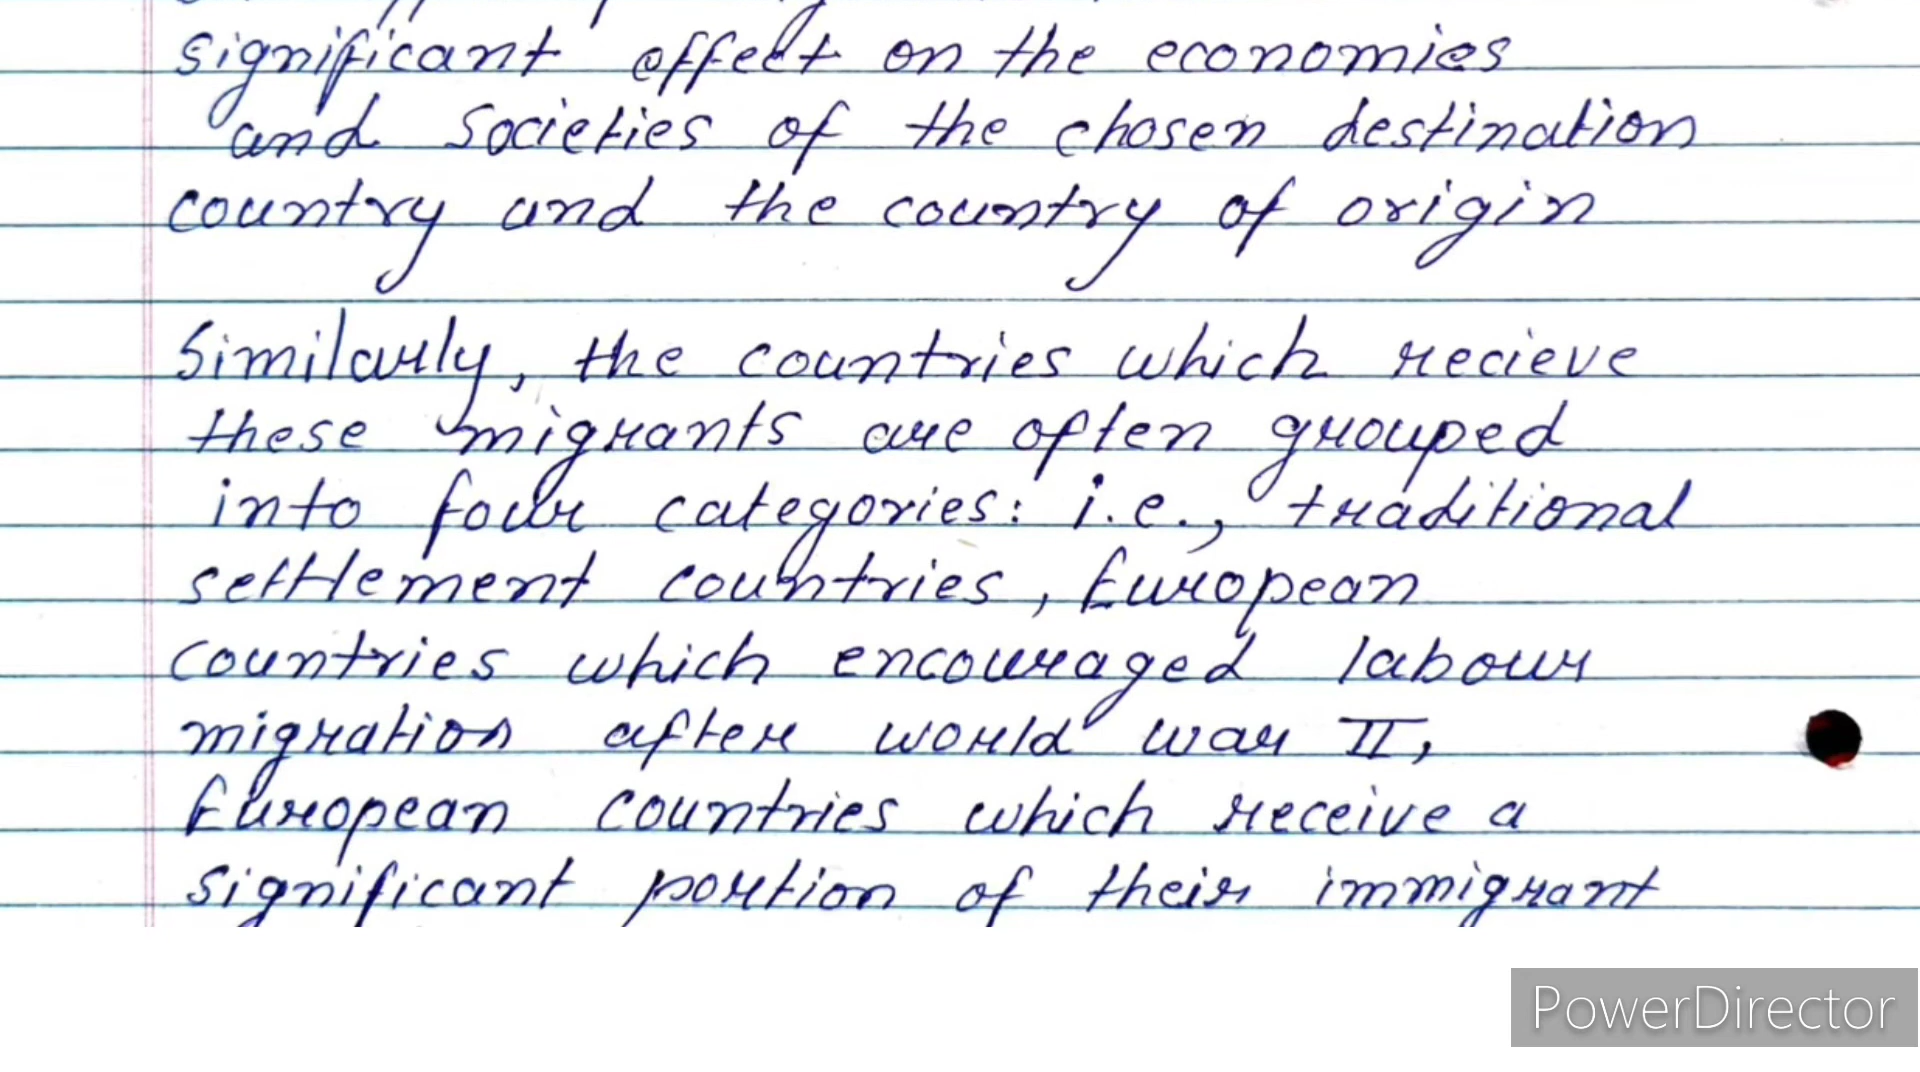 significant effect on the economies
and societies of the chosen destination
country and the country of origin
Similarly, the countries which recieve
these migrants are often grouped
into four categories: i.e., traditional
settlement countries, European
countries which encouraged labour
migration after world war II,
European countries which receive a
significant portion of their immigrant
PowerDirector